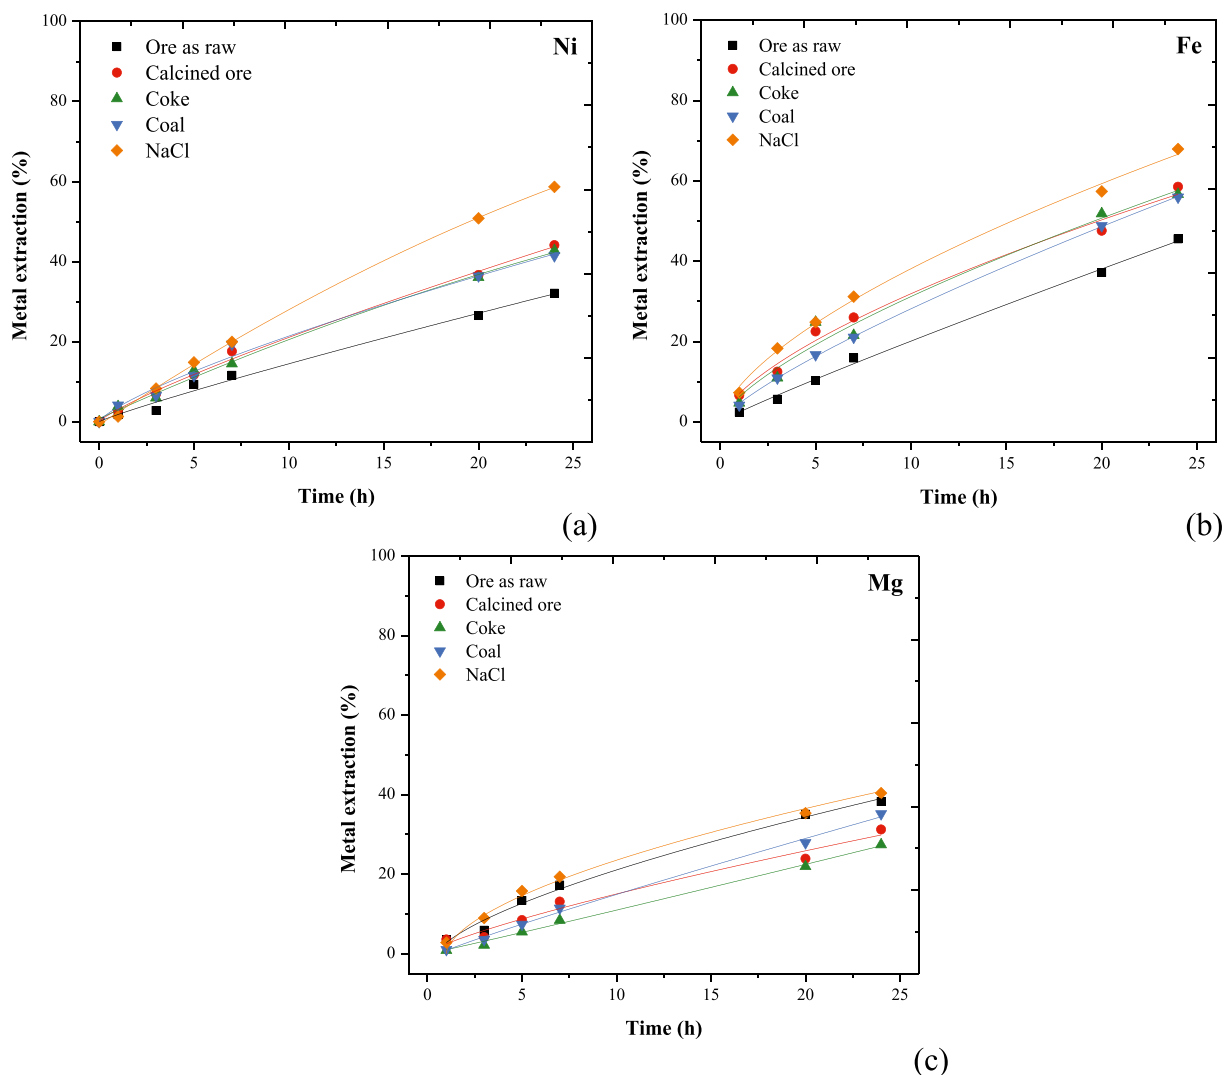 Ni
Ore as raw
Calcined ore
Coke
Coal
NaCl
100
80
60
40
20
0
Metal extraction (%)
0 5 10 15 20 25
Time (h)
(a)
Fe
Ore as raw
Calcined ore
Coke
Coal
NaCl
100
80
60
40
20
0
Metal extraction (%)
0 5 10 15 20 25
Time (h)
(b)
Mg
Ore as raw
Calcined ore
Coke
Coal
NaCl
100
80
60
40
20
0
Metal extraction (%)
0 5 10 15 20 25
Time (h)
(c)